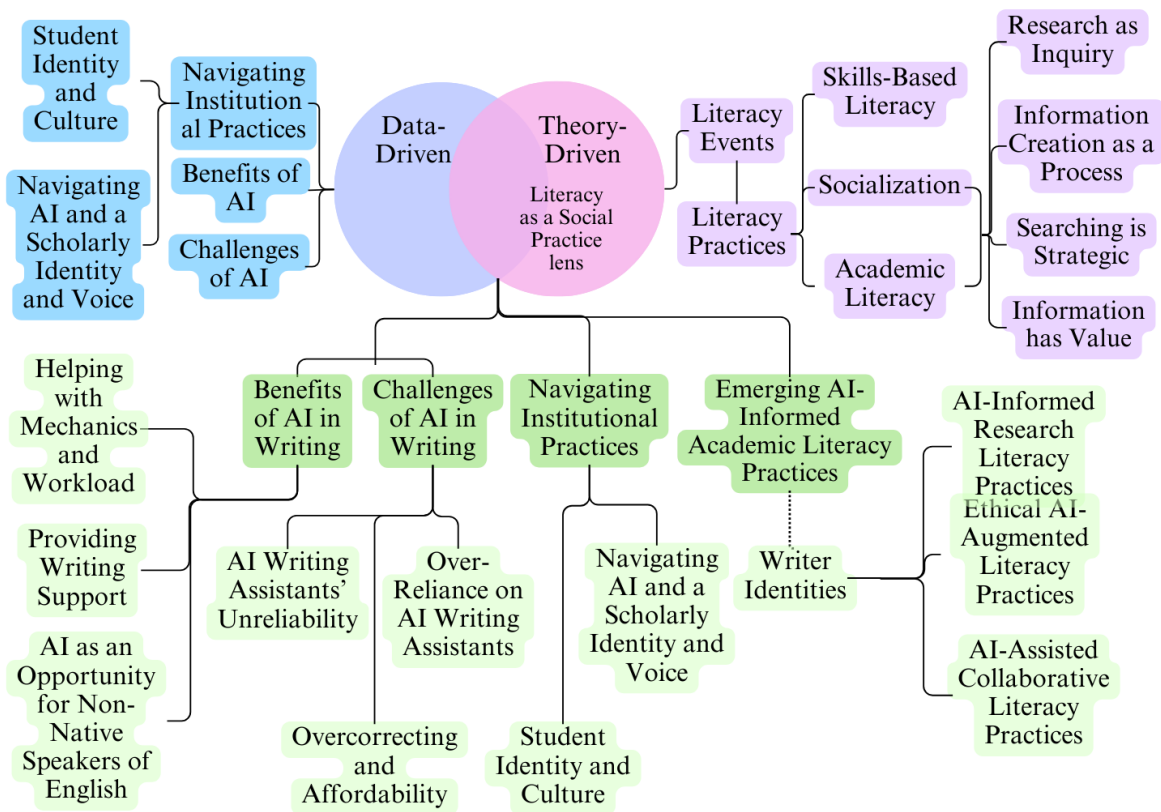 Student
Identity
and
Culture
Navigating
Institution
al Practices
Benefits of
AI
Navigating
AI and a
Scholarly
Identity
and Voice
Challenges
of AI
Data-
Driven
Theory-
Driven
Literacy
as a Social
Practice
lens
Literacy
Events
Literacy
Practices
Skills-Based
Literacy
Socialization
Academic
Literacy
Research as
Inquiry
Information
Creation as a
Process
Searching is
Strategic
Information
has Value
Benefits
of AI in
Writing
Challenges
of AI in
Writing
Navigating
Institutional
Practices
Emerging AI-
Informed
Academic Literacy
Practices
Helping
with
Mechanics
and
Workload
Providing
Writing
Support
AI as an
Opportunity
for Non-
Native
Speakers of
English
AI Writing
Assistants’
Unreliability
Over-
Reliance on
AI Writing
Assistants
Overcorrecting
and
Affordability
Navigating
AI and a
Scholarly
Identity and
Voice
Student
Identity and
Culture
Writer
Identities
AI-Informed
Research
Literacy
Practices
Ethical AI-
Augmented
Literacy
Practices
AI-Assisted
Collaborative
Literacy
Practices